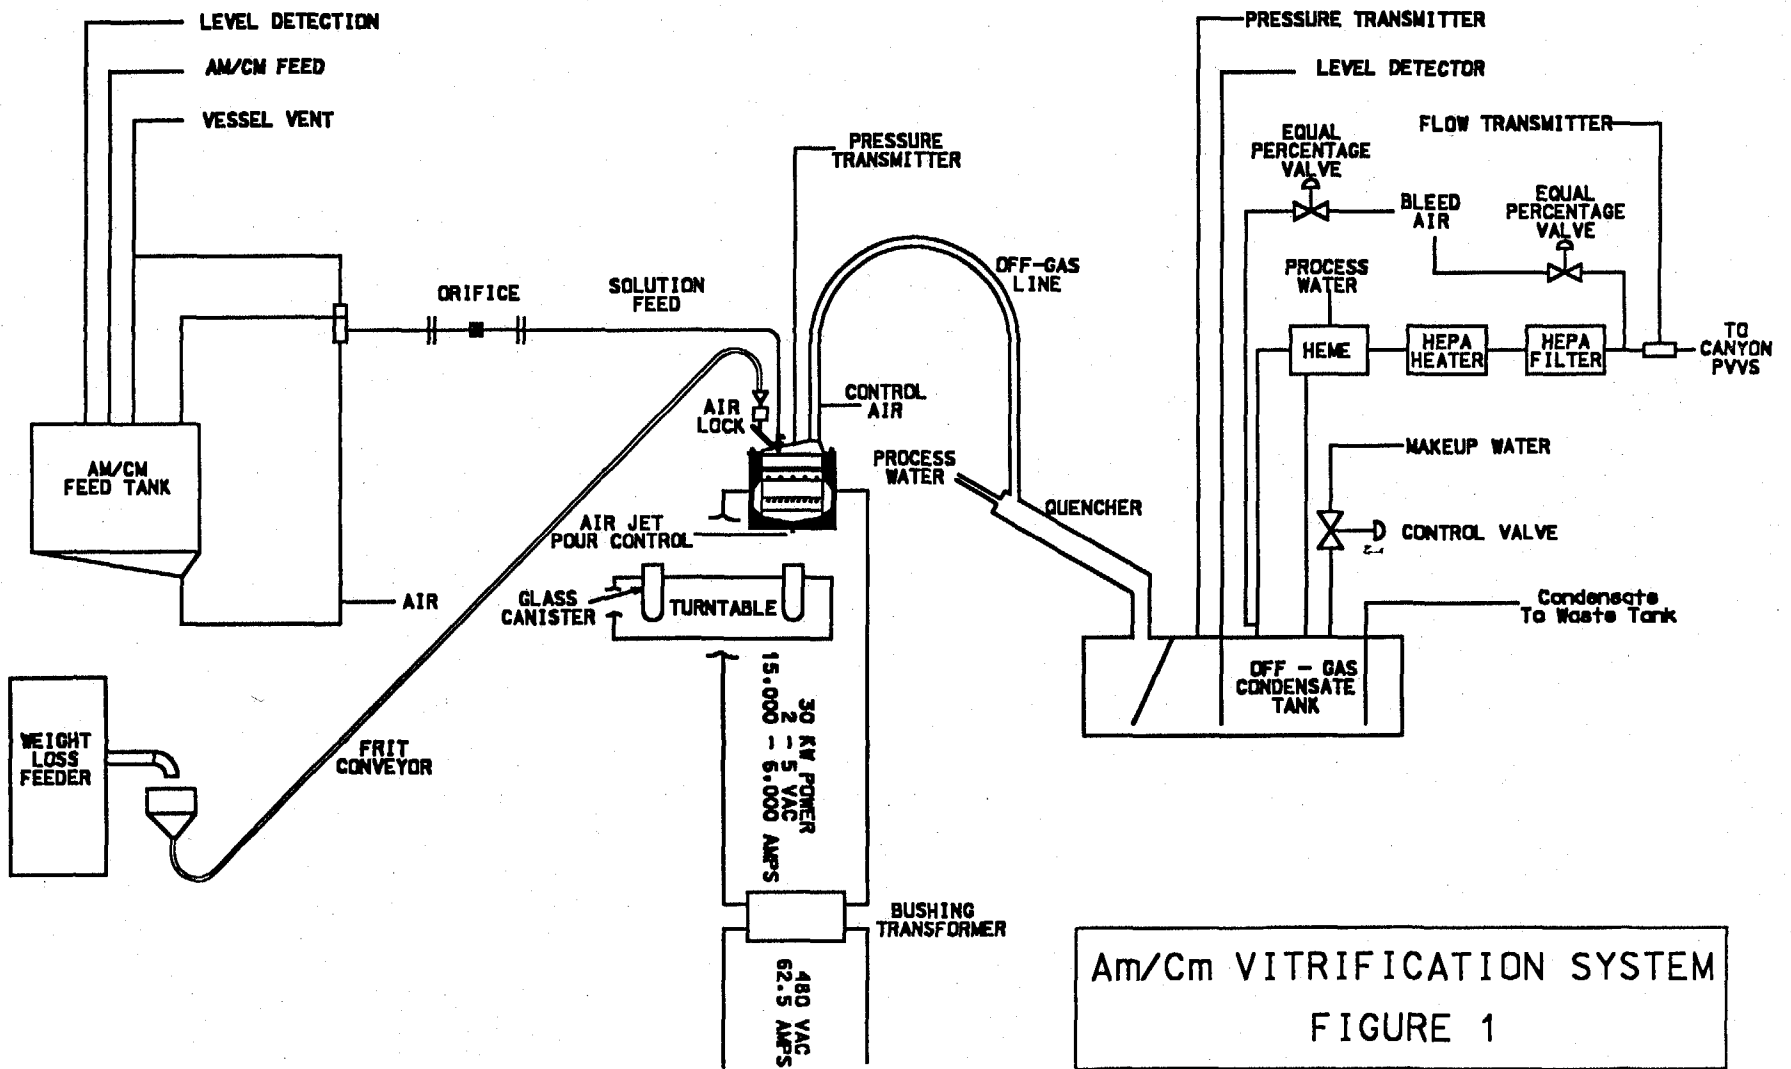 LEVEL DETECTION
AM/CM FEED
VESSEL VENT
ORIFICE
SOLUTION
FEED
PRESSURE
TRANSMITTER
OFF-GAS
LINE
CONTROL
AIR
AIR
LOCK
PROCESS
WATER
QUENCHER
AM/CM
FEED TANK
AIR JET
POUR CONTROL
AIR
GLASS
CANISTER
TURNTABLE
WEIGHT
LOSS
FEEDER
FRIT
CONVEYOR
30 KW POWER
2 - 5 VAC
15.000 - 6.000 AMPS
BUSHING
TRANSFORMER
480 VAC
62.5 AMPS
PRESSURE TRANSMITTER
LEVEL DETECTOR
FLOW TRANSMITTER
EQUAL
PERCENTAGE
VALVE
BLEED
AIR
EQUAL
PERCENTAGE
VALVE
PROCESS
WATER
HEME
HEPA
HEATER
HEPA
FILTER
TO
CANYON
PVVS
MAKEUP WATER
CONTROL VALVE
Condensate
To Waste Tank
OFF - GAS
CONDENSATE
TANK
Am/Cm VITRIFICATION SYSTEM
FIGURE 1